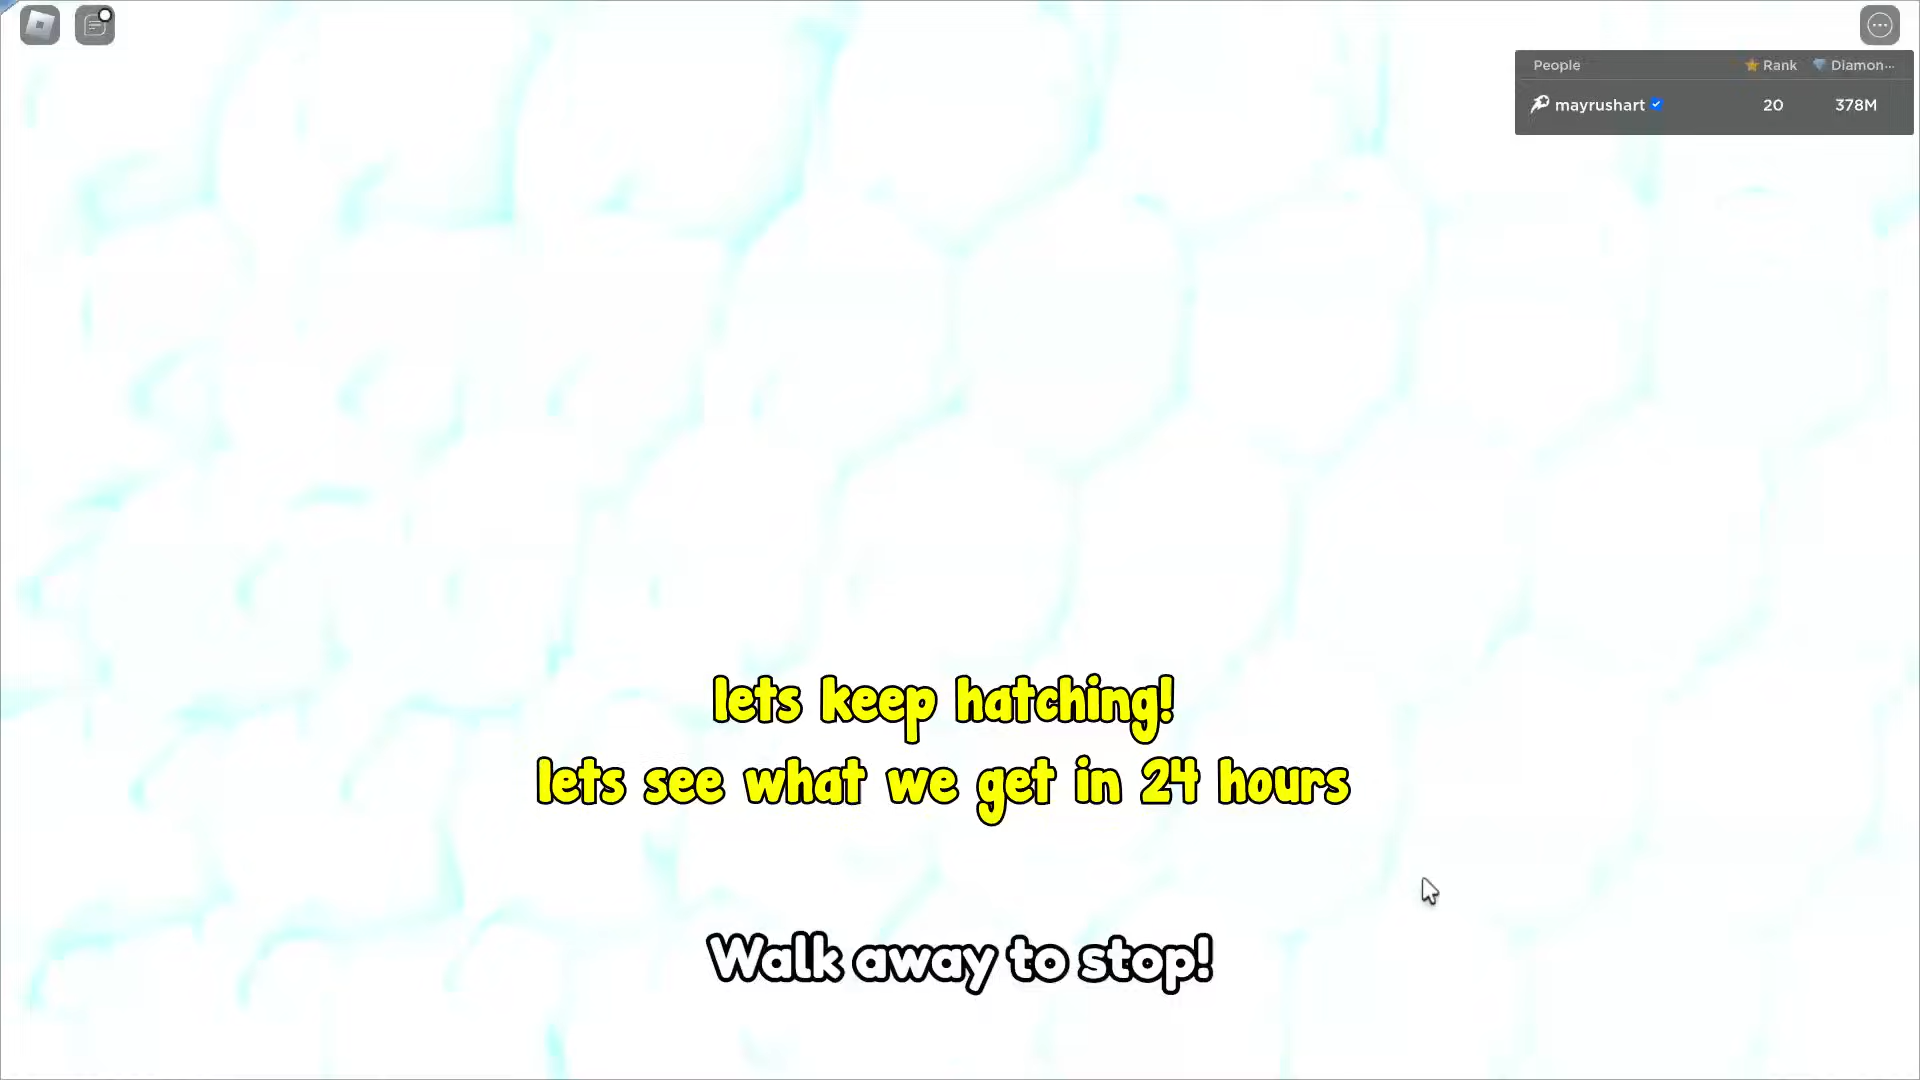 People ⭐ Rank 💎 Diamon...
mayrushart 20 378M
lets keep hatching!
lets see what we get in 24 hours
Walk away to stop!